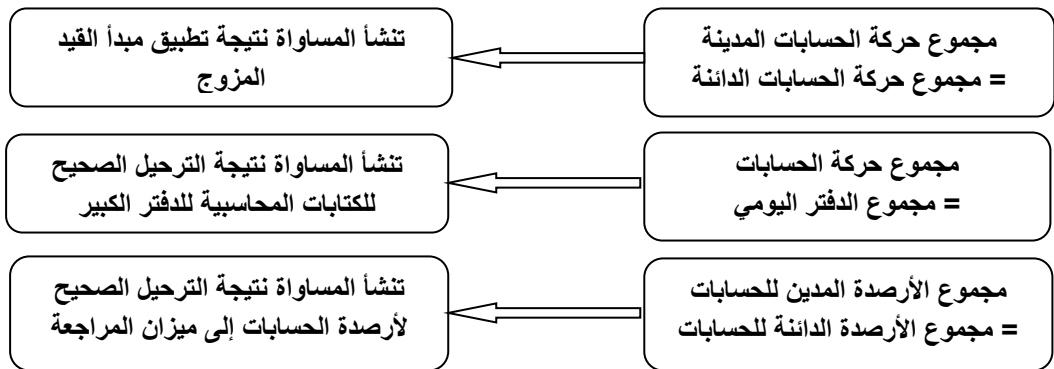 مجموع حركة الحسابات المدينة
= مجموع حركة الحسابات الدائنة
تنشأ المساواة نتيجة تطبيق مبدأ القيد
المزوج
مجموع حركة الحسابات
= مجموع الدفتر اليومي
تنشأ المساواة نتيجة الترحيل الصحيح
للكتابات المحاسبية للدفتر الكبير
مجموع الأرصدة المدين للحسابات
= مجموع الأرصدة الدائنة للحسابات
تنشأ المساواة نتيجة الترحيل الصحيح
لأرصدة الحسابات إلى ميزان المراجعة